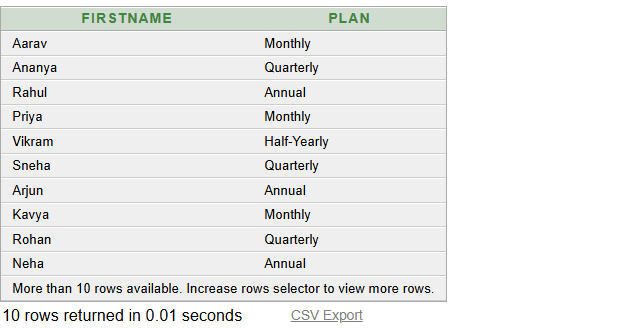 FIRSTNAME PLAN
Aarav Monthly
Ananya Quarterly
Rahul Annual
Priya Monthly
Vikram Half-Yearly
Sneha Quarterly
Arjun Annual
Kavya Monthly
Rohan Quarterly
Neha Annual
More than 10 rows available. Increase rows selector to view more rows.
10 rows returned in 0.01 seconds CSV Export